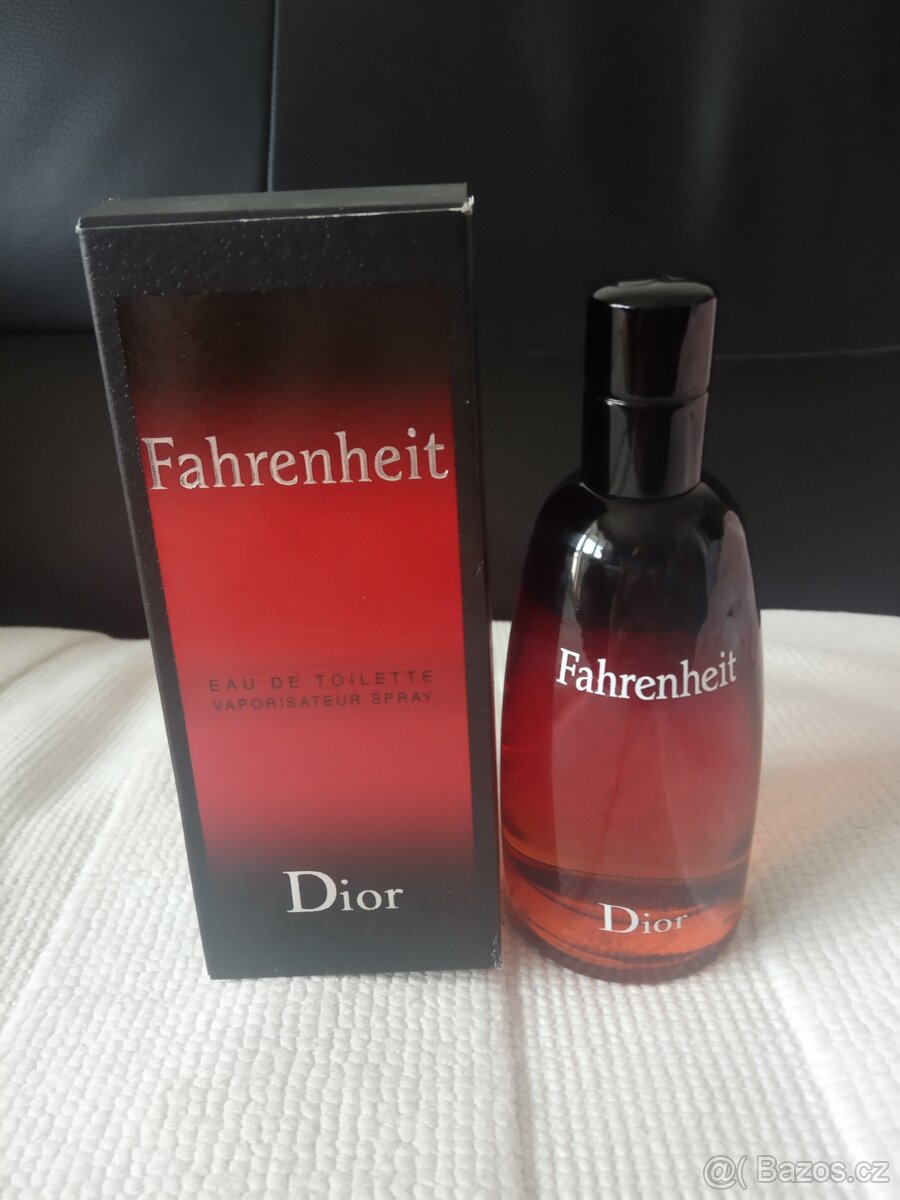 Fahrenheit
EAU DE TOILETTE
VAPORISATEUR SPRAY
Dior
Fahrenheit
Dior
@( Bazos.cz